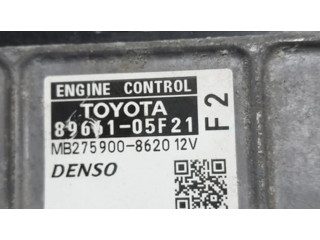 ENGINE CONTROL
TOYOTA
89661-05F21
F2
MB275900-8620 12V
DENSO